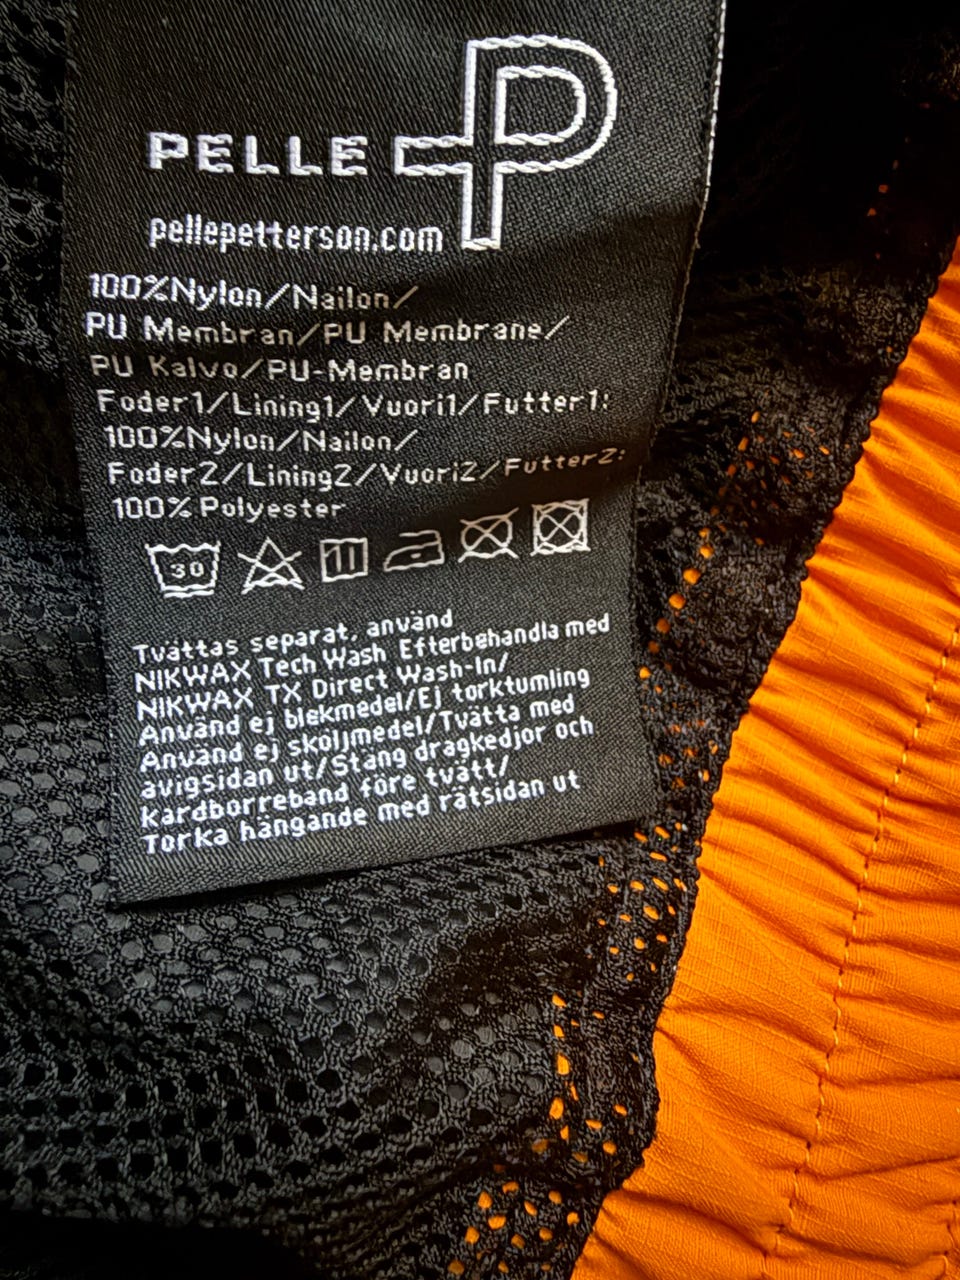 PELLE P
pellepetterson.com
100%Nylon/Nailon/
PU Membran/PU Membrane/
PU Kalvo/PU-Membran
Foder1/Lining1/Vuori1/Futter1:
100%Nylon/Nailon/
Foder2/Lining2/Vuori2/Futter2:
100%Polyester
30
Tvättas separat, använd
NIKWAX Tech Wash Efterbehandla med
NIKWAX TX Direct Wash-In/
Använd ej blekmedel/Ej torktumling
Använd ej sköljmedel/Tvätta med
avigsidan ut/Stäng dragkedjor och
kardborreband före tvätt/
Torka hängande med rätsidan ut